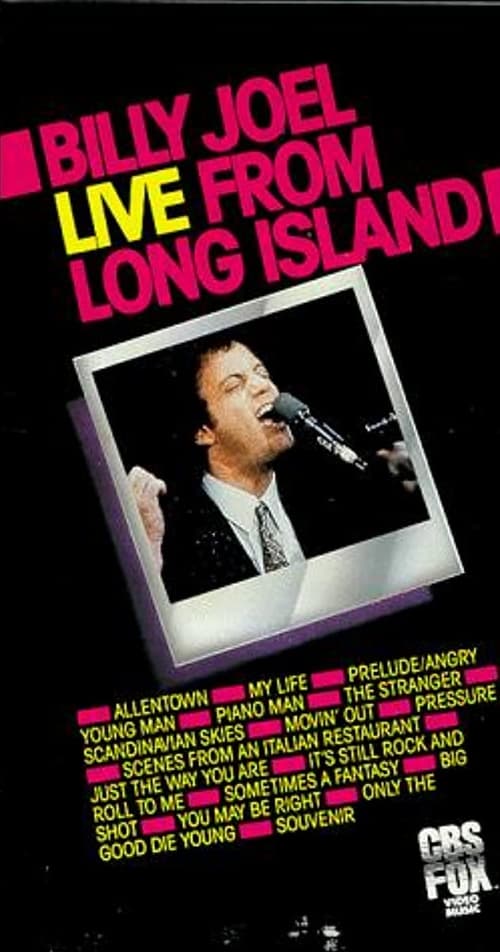 BILLY JOEL
LIVE FROM
LONG ISLAND
ALLENTOWN MY LIFE PRELUDE/ANGRY
YOUNG MAN PIANO MAN THE STRANGER
SCANDINAVIAN SKIES MOVIN' OUT PRESSURE
SCENES FROM AN ITALIAN RESTAURANT
JUST THE WAY YOU ARE IT'S STILL ROCK AND
ROLL TO ME SOMETIMES A FANTASY BIG
SHOT YOU MAY BE RIGHT ONLY THE
GOOD DIE YOUNG SOUVENIR
CBS
FOX
VIDEO
MUSIC